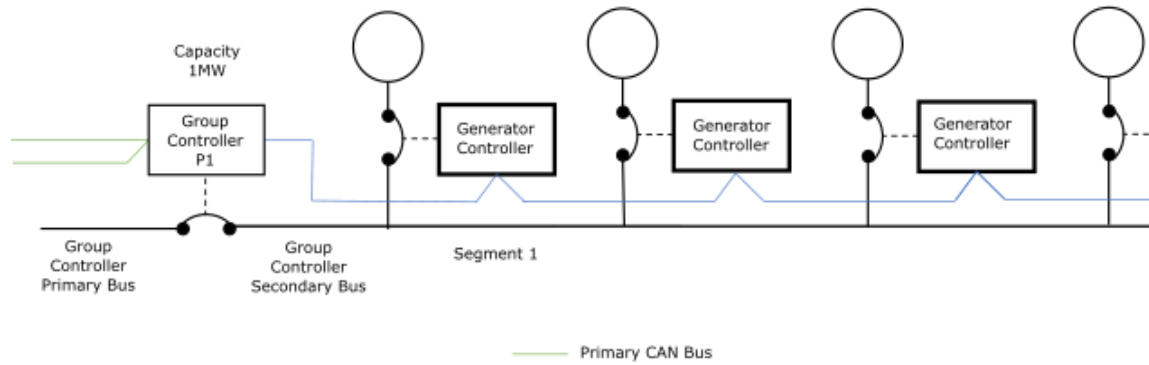 Capacity
1MW
Group
Controller
P1
Generator
Controller
Generator
Controller
Generator
Controller
Group
Controller
Primary Bus
Group
Controller
Secondary Bus
Segment 1
Primary CAN Bus